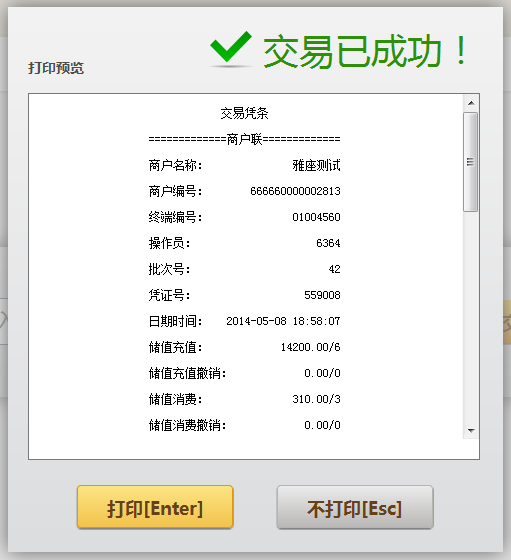 交易已成功！
打印预览
交易凭条
=============商户联=============
商户名称： 雅座测试
商户编号： 666660000002813
终端编号： 01004560
操作员： 6364
批次号： 42
凭证号： 559008
日期时间： 2014-05-08 18:58:07
储值充值： 14200.00/6
储值充值撤销： 0.00/0
储值消费： 310.00/3
储值消费撤销： 0.00/0
打印[Enter] 不打印[Esc]